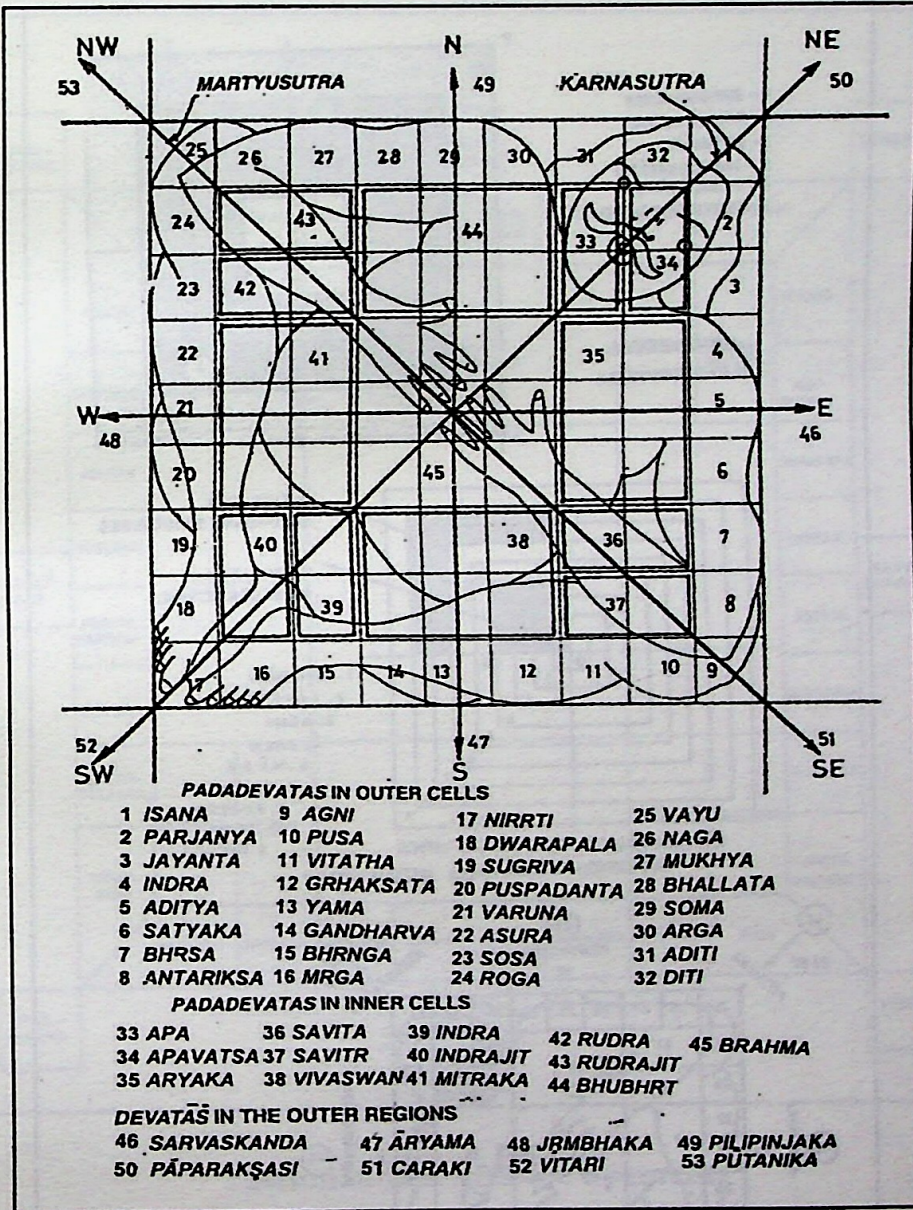 NW N NE
53 MARTYUSUTRA 49 KARNASUTRA 50
25 26 27 28 29 30 31 32 1
24 43 44 33 2
23 42 34 3
22 41 35 4
W 21 5 E
48 46
20 45 6
19 40 38 36 7
18 39 37 8
17 16 15 14 13 12 11 10 9
52 47 51
SW S SE
PADADEVATAS IN OUTER CELLS
1 ISANA 9 AGNI 17 NIRRTI 25 VAYU
2 PARJANYA 10 PUSA 18 DWARAPALA 26 NAGA
3 JAYANTA 11 VITATHA 19 SUGRIVA 27 MUKHYA
4 INDRA 12 GRHAKSATA 20 PUSPADANTA 28 BHALLATA
5 ADITYA 13 YAMA 21 VARUNA 29 SOMA
6 SATYAKA 14 GANDHARVA 22 ASURA 30 ARGA
7 BHRSA 15 BHRNGA 23 SOSA 31 ADITI
8 ANTARIKSA 16 MRGA 24 ROGA 32 DITI
PADADEVATAS IN INNER CELLS
33 APA 36 SAVITA 39 INDRA 42 RUDRA 45 BRAHMA
34 APAVATSA 37 SAVITR 40 INDRAJIT 43 RUDRAJIT
35 ARYAKA 38 VIVASWAN 41 MITRAKA 44 BHUBHRT
DEVATĀS IN THE OUTER REGIONS
46 SARVASKANDA 47 ĀRYAMA 48 JṚMBHAKA 49 PILIPINJAKA
50 PĀPARAKṢASI 51 CARAKI 52 VITARI 53 PŪTANIKA